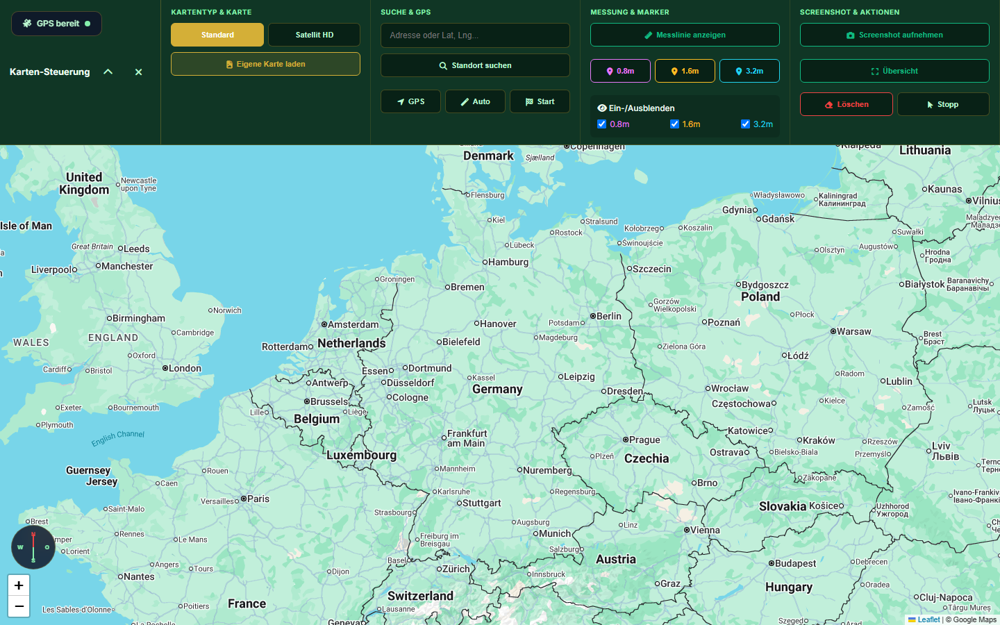 GPS bereit
Karten-Steuerung
KARTENTYP & KARTE
Standard
Satellit HD
Eigene Karte laden
SUCHE & GPS
Adresse oder Lat, Lng...
Standort suchen
GPS
Auto
Start
MESSUNG & MARKER
Messlinie anzeigen
0.8m
1.6m
3.2m
Ein-/Ausblenden
0.8m
1.6m
3.2m
SCREENSHOT & AKTIONEN
Screenshot aufnehmen
Übersicht
Löschen
Stopp
Copenhagen
Klaipėda
Lithuania
Denmark
Sjælland
United
Kingdom
Newcastle
upon Tyne
Flensburg
Władysławowo
Kaliningrad
Калининград
Kaunas
Vilnius
Gdynia
Gdańsk
Isle of Man
Kiel
Stralsund
Rostock
Kołobrzeg
Koszalin
Suwałki
Great Britain
Leeds
Lübeck
Świnoujście
Olsztyn
Augustów
Hrodna
Гродна
Liverpool
Manchester
Hamburg
Szczecin
Groningen
Bremen
Bydgoszcz
Poland
Białystok
Baranavichy
Баранавічы
Norwich
Gorzów
Wielkopolski
Birmingham
Amsterdam
Hanover
Potsdam
Berlin
Poznań
Płock
Warsaw
Cambridge
WALES
ENGLAND
Rotterdam
Netherlands
Bielefeld
Magdeburg
Zielona Góra
Brest
Брэст
Oxford
Łódź
Cardiff
Bristol
London
Essen
Dortmund
Kassel
Leipzig
Radom
Lublin
Antwerp
Düsseldorf
Germany
Dresden
Wrocław
Cologne
Brussels
Częstochowa
Kielce
Zamość
Lutsk
Луцьк
Exeter
Bournemouth
Lille
Liège
Belgium
Plymouth
English Channel
Frankfurt
am Main
Katowice
Kraków
Rzeszów
Prague
Lviv
Львів
Luxembourg
Plzeń
Czechia
Ostrava
Bielsko-Biala
Przemyśl
Guernsey
Jersey
Rouen
Mannheim
Nuremberg
Brno
Zakopane
Caen
Karlsruhe
Regensburg
Versailles
Paris
Stuttgart
Slovakia
Košice
Uzhhorod
Ужгород
Saint-Malo
Strasbourg
Brest
Augsburg
Linz
Vienna
Rennes
Le Mans
Freiburg im
Breisgau
Munich
Lorient
Salzburg
N
W
O
S
Angers
Tours
Basel
Austria
Budapest
Debrecen
Nantes
Dijon
Zürich
Innsbruck
Graz
Hungary
Oradea
Switzerland
Cluj-Napoca
France
Poitiers
Lausanne
Târgu Mureș
Les Sables-d'Olonne
Geneva
La Rochelle
Szeged
Arad
+
−
Leaflet | © Google Maps